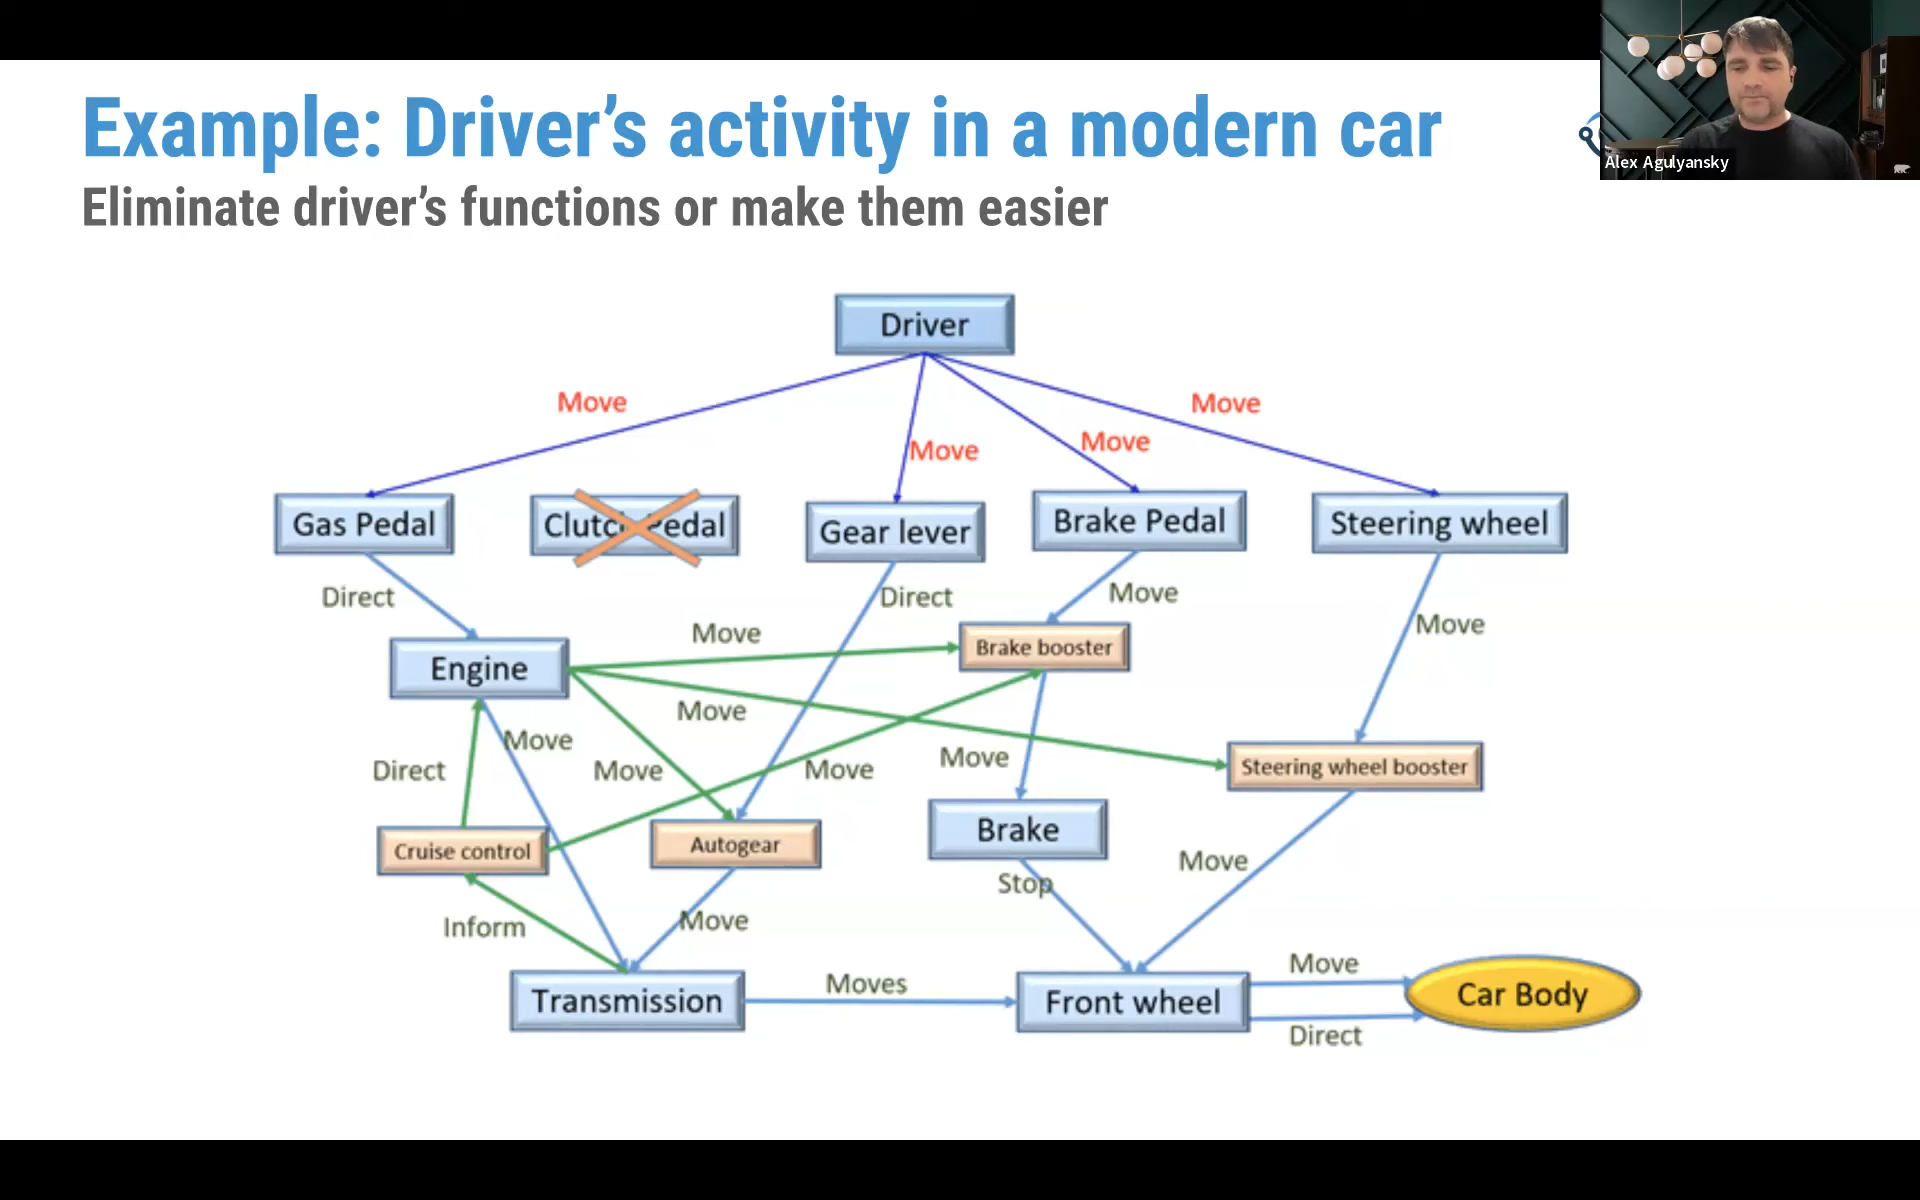 Example: Driver’s activity in a modern car
Eliminate driver’s functions or make them easier
Alex Agulyansky
Driver
Move
Move
Move
Move
Gas Pedal
Clutch Pedal
Gear lever
Brake Pedal
Steering wheel
Direct
Direct
Move
Move
Engine
Move
Brake booster
Move
Move
Direct
Move
Move
Move
Steering wheel booster
Cruise control
Autogear
Brake
Move
Stop
Inform
Move
Transmission
Moves
Front wheel
Move
Direct
Car Body